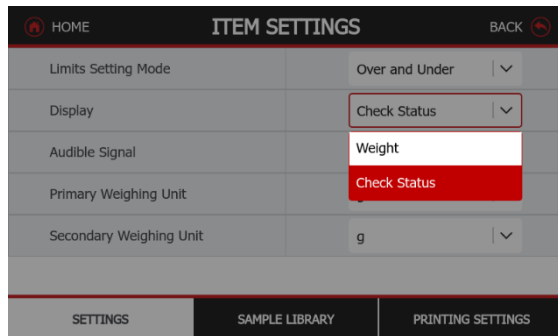 HOME ITEM SETTINGS BACK
Limits Setting Mode Over and Under
Display Check Status
Weight
Audible Signal
Check Status
Primary Weighing Unit
Secondary Weighing Unit g
SETTINGS SAMPLE LIBRARY PRINTING SETTINGS